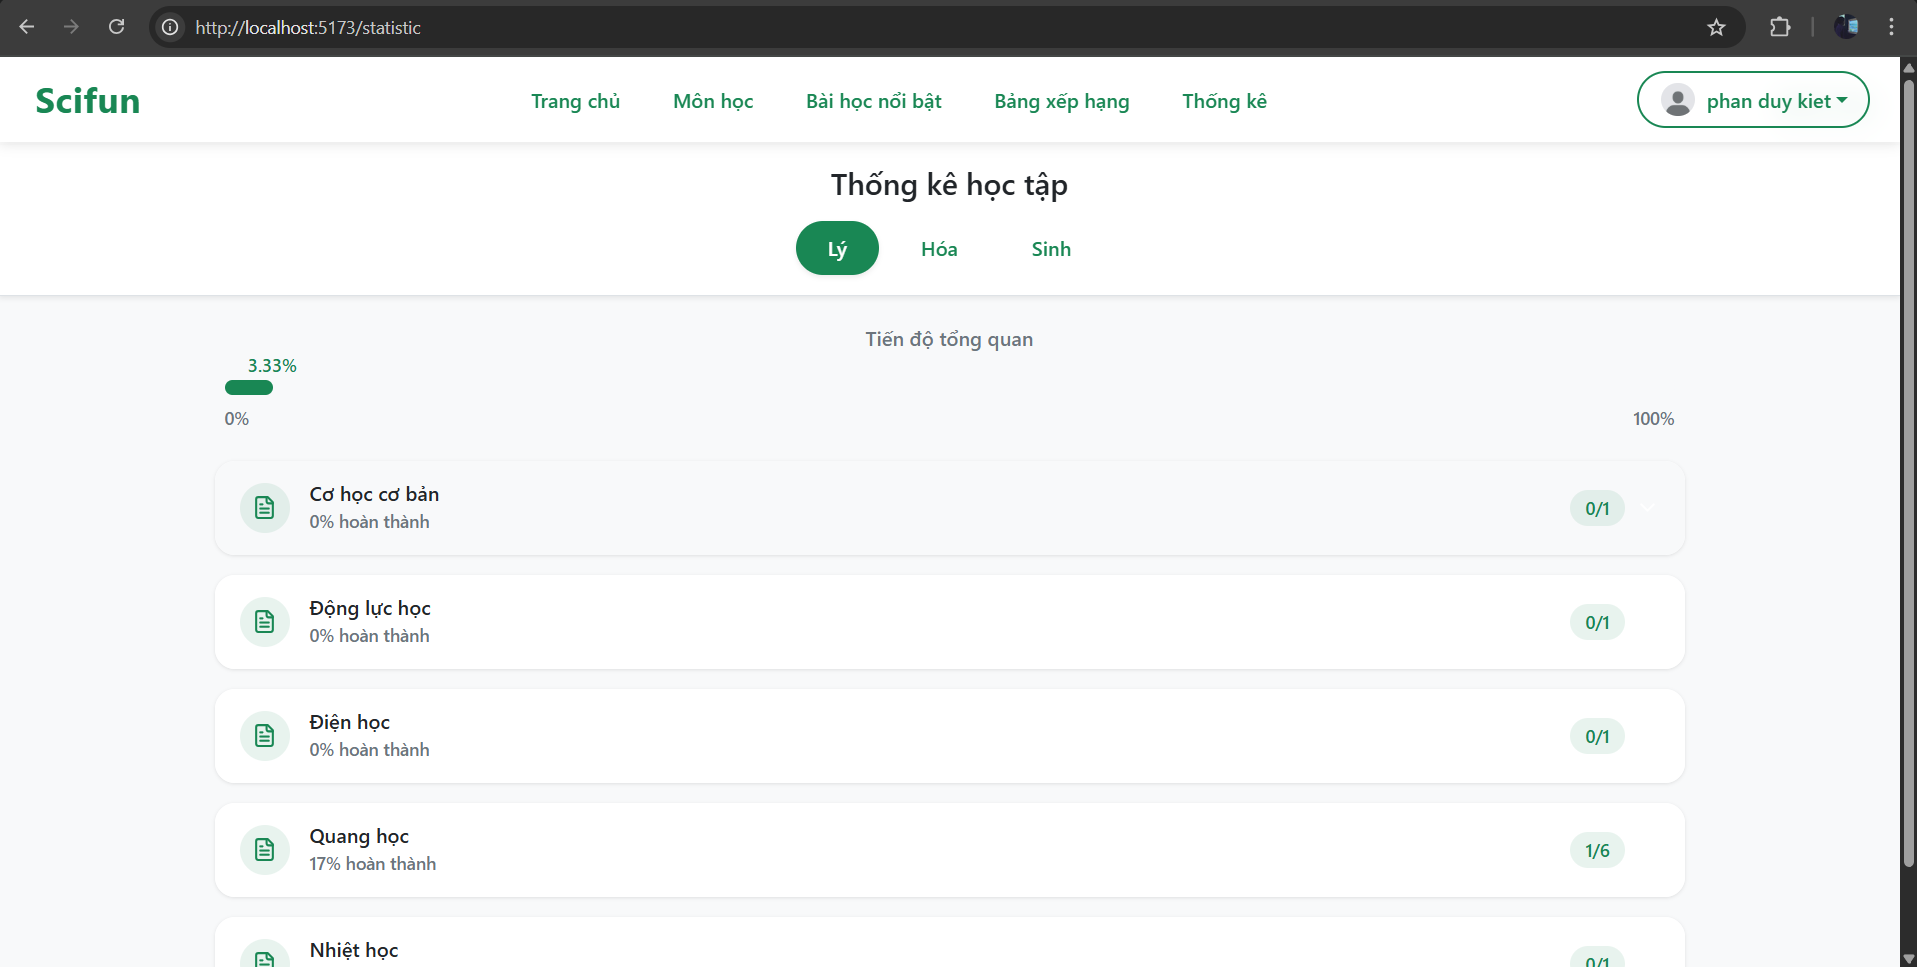 http://localhost:5173/statistic
Scifun
Trang chủ
Môn học
Bài học nổi bật
Bảng xếp hạng
Thống kê
phan duy kiet
Thống kê học tập
Lý
Hóa
Sinh
Tiến độ tổng quan
3.33%
0%
100%
Cơ học cơ bản
0% hoàn thành
0/1
Động lực học
0% hoàn thành
0/1
Điện học
0% hoàn thành
0/1
Quang học
17% hoàn thành
1/6
Nhiệt học
0/1